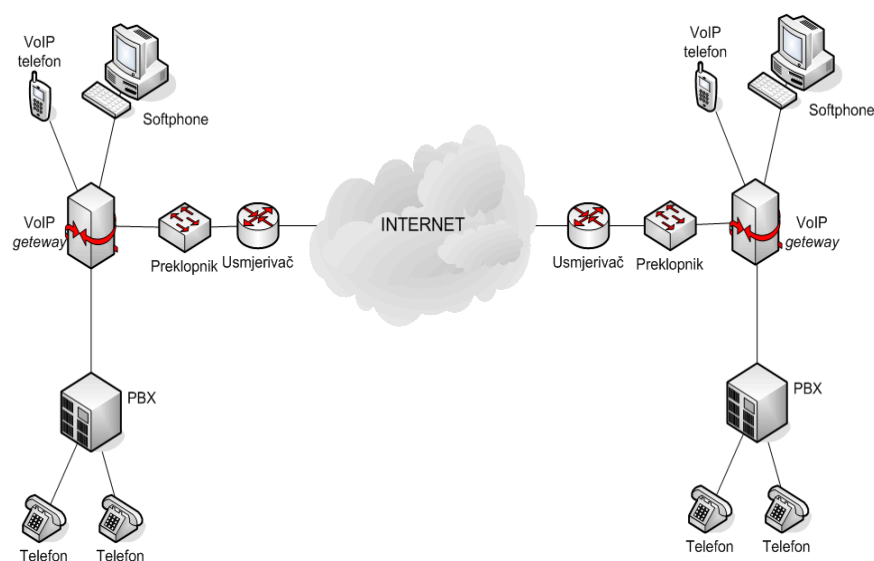 VoIP
telefon
Softphone
VoIP
geteway
Preklopnik
Usmjerivač
PBX
Telefon
Telefon
INTERNET
VoIP
telefon
Softphone
Usmjerivač
Preklopnik
VoIP
geteway
PBX
Telefon
Telefon